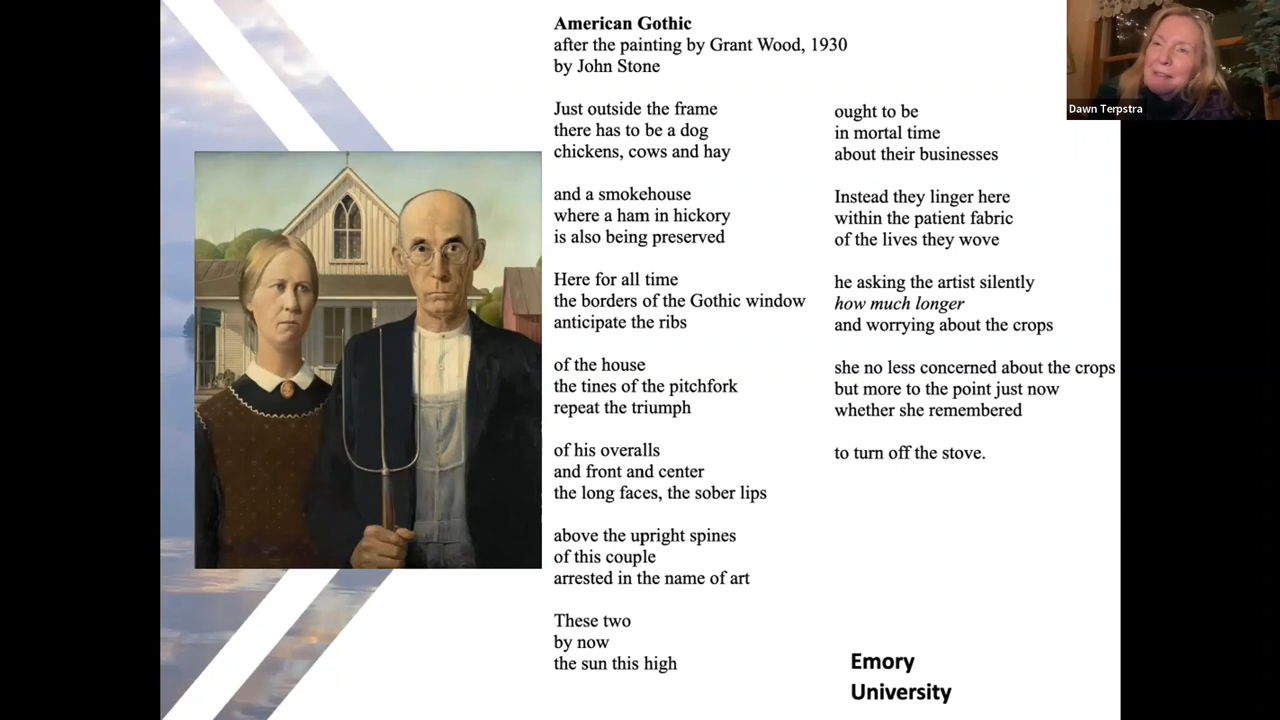 American Gothic
after the painting by Grant Wood, 1930
by John Stone
Just outside the frame
there has to be a dog
chickens, cows and hay
and a smokehouse
where a ham in hickory
is also being preserved
Here for all time
the borders of the Gothic window
anticipate the ribs
of the house
the tines of the pitchfork
repeat the triumph
of his overalls
and front and center
the long faces, the sober lips
above the upright spines
of this couple
arrested in the name of art
These two
by now
the sun this high
ought to be
in mortal time
about their businesses
Instead they linger here
within the patient fabric
of the lives they wove
he asking the artist silently
how much longer
and worrying about the crops
she no less concerned about the crops
but more to the point just now
whether she remembered
to turn off the stove.
Emory
University
Dawn Terpstra